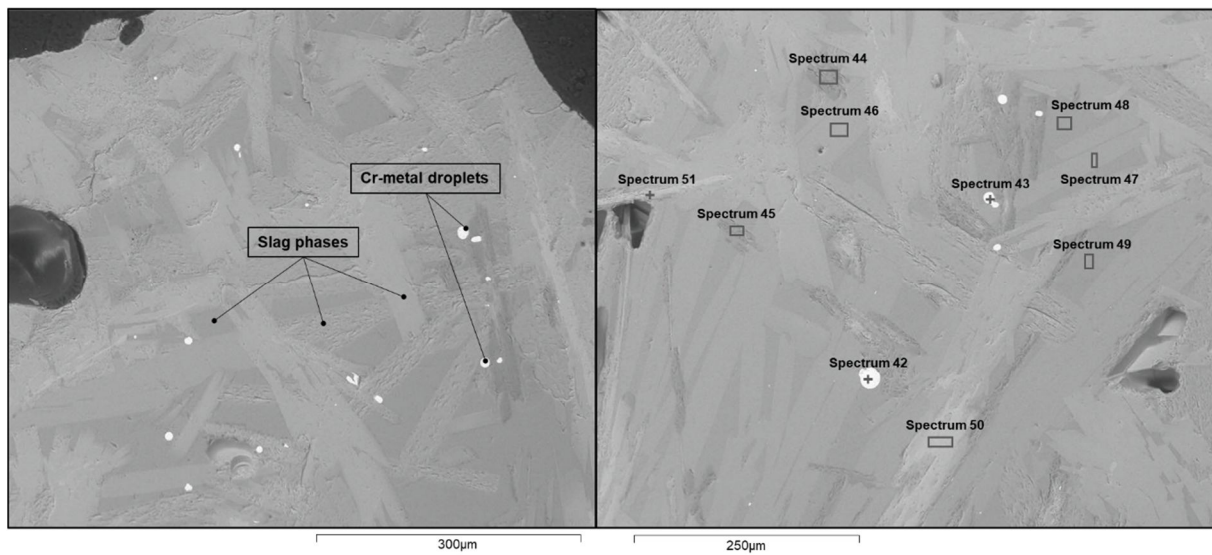 Cr-metal droplets
Slag phases
300µm
Spectrum 44
Spectrum 46
Spectrum 48
Spectrum 51
Spectrum 43
Spectrum 47
Spectrum 45
Spectrum 49
Spectrum 42
Spectrum 50
250µm